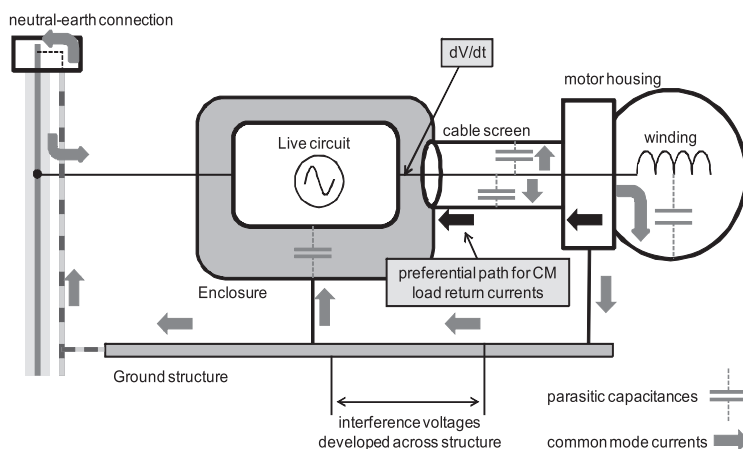 neutral-earth connection
dV/dt
motor housing
cable screen
Live circuit
winding
preferential path for CM
load return currents
Enclosure
Ground structure
interference voltages
developed across structure
parasitic capacitances
common mode currents